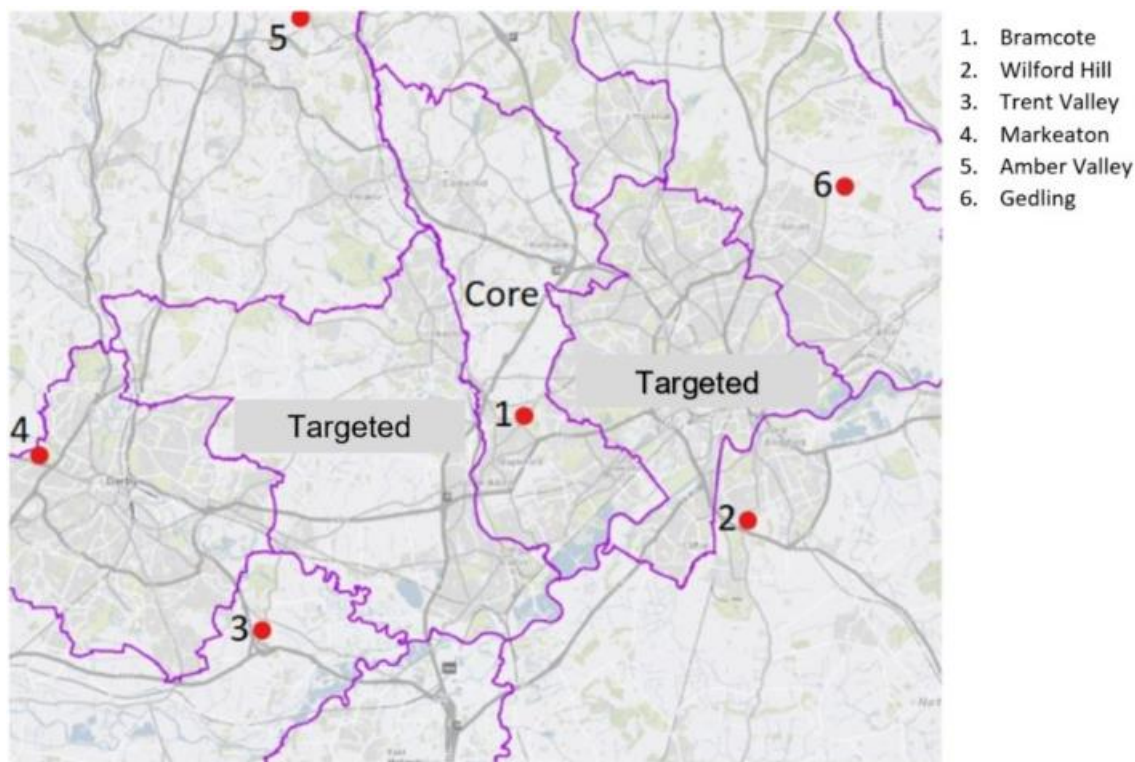 5
6
Core
Targeted
1
Targeted
4
Derby
2
3
1. Bramcote
2. Wilford Hill
3. Trent Valley
4. Markeaton
5. Amber Valley
6. Gedling